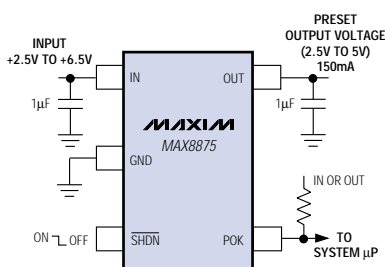 INPUT
+2.5V TO +6.5V
PRESET
OUTPUT VOLTAGE
(2.5V TO 5V)
150mA
IN
OUT
1µF
1µF
MAXIM
MAX8875
GND
IN OR OUT
ON OFF
SHDN
POK
TO
SYSTEM µP